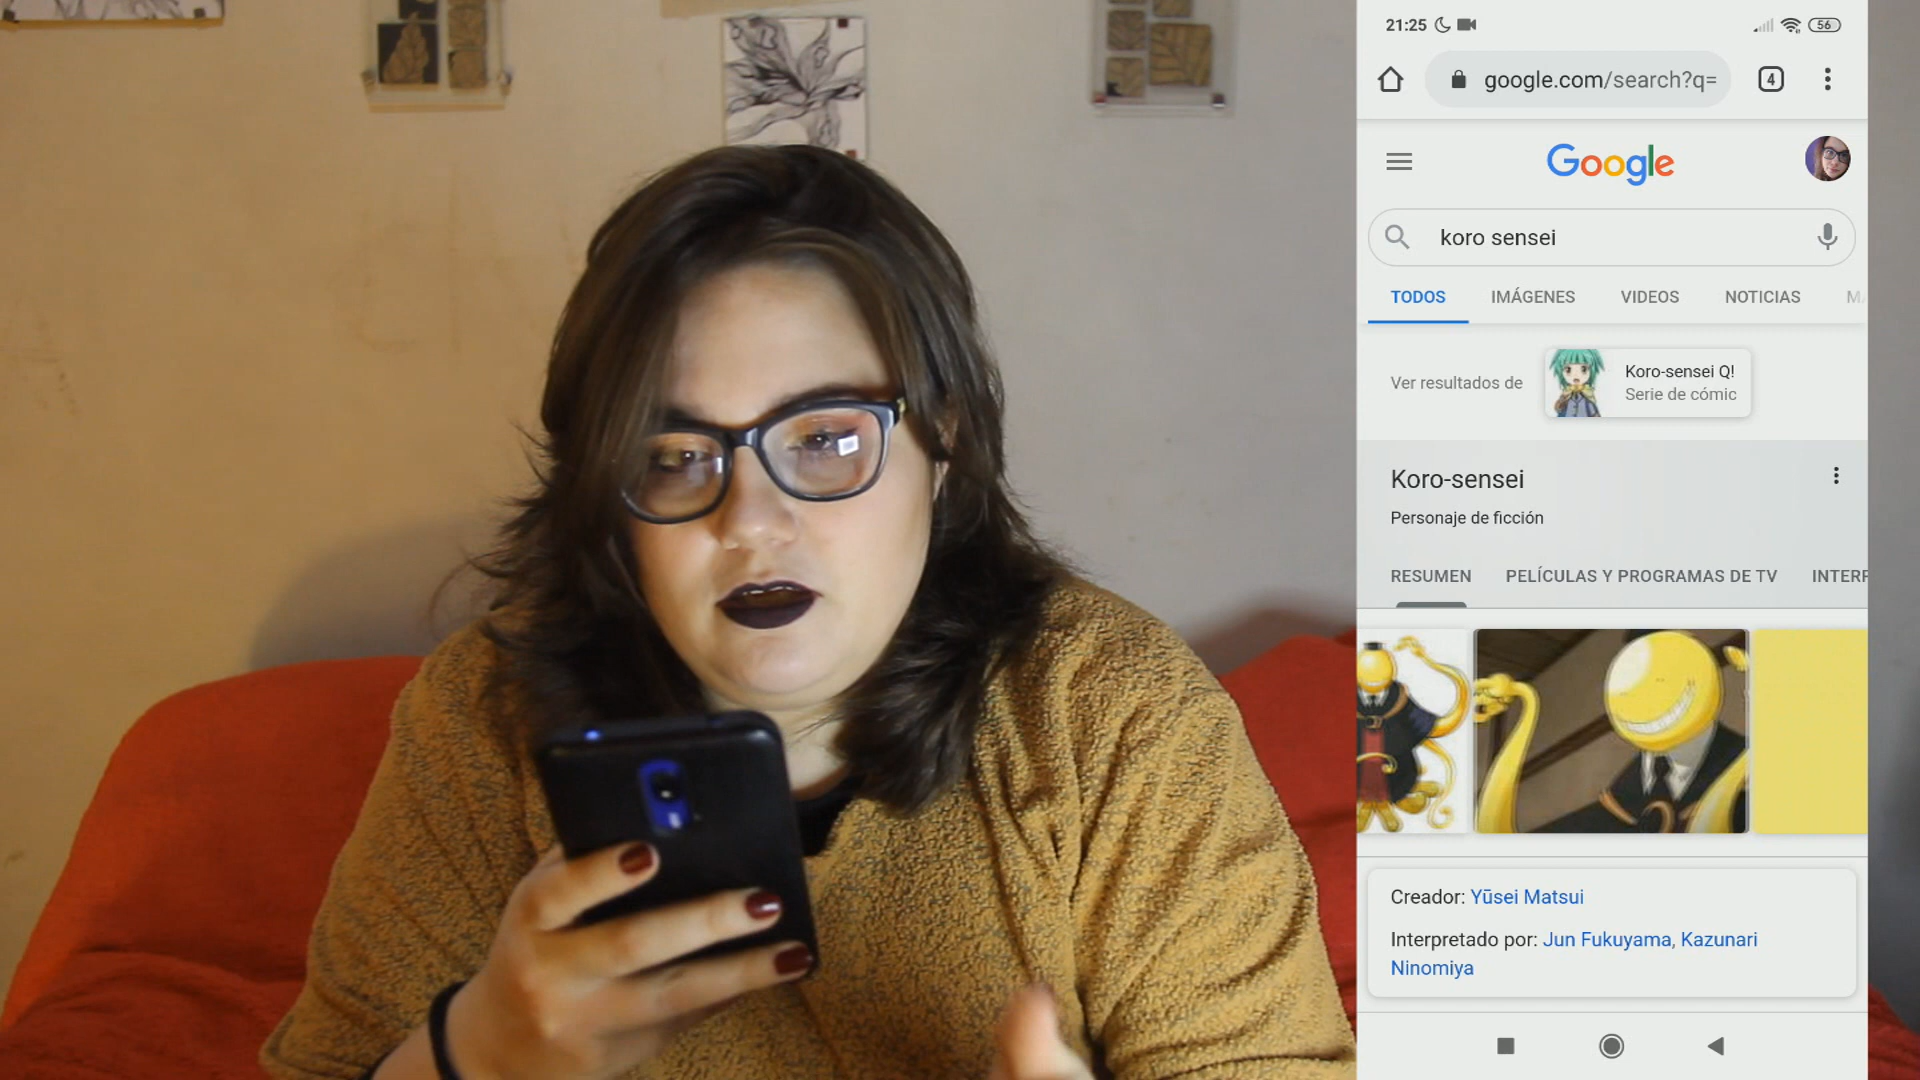 21:25
56
google.com/search?q=
4
Google
koro sensei
TODOS IMÁGENES VIDEOS NOTICIAS
Ver resultados de
Koro-sensei Q!
Serie de cómic
Koro-sensei
Personaje de ficción
RESUMEN PELÍCULAS Y PROGRAMAS DE TV
Creador: Yūsei Matsui
Interpretado por: Jun Fukuyama, Kazunari
Ninomiya